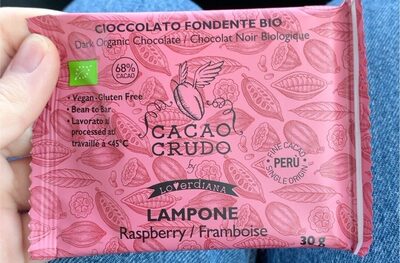 CIOCCOLATO FONDENTE BIO
Dark Organic Chocolate / Chocolat Noir Biologique
68%
CACAO
• Vegan • Gluten Free
• Bean to Bar
• Lavorato a
processed at
travaillé à <45°C
CACAO
CRUDO
by
LoVerdiANA
FINE CACAO
PERÙ
SINGLE ORIGIN
LAMPONE
Raspberry / Framboise
30 g